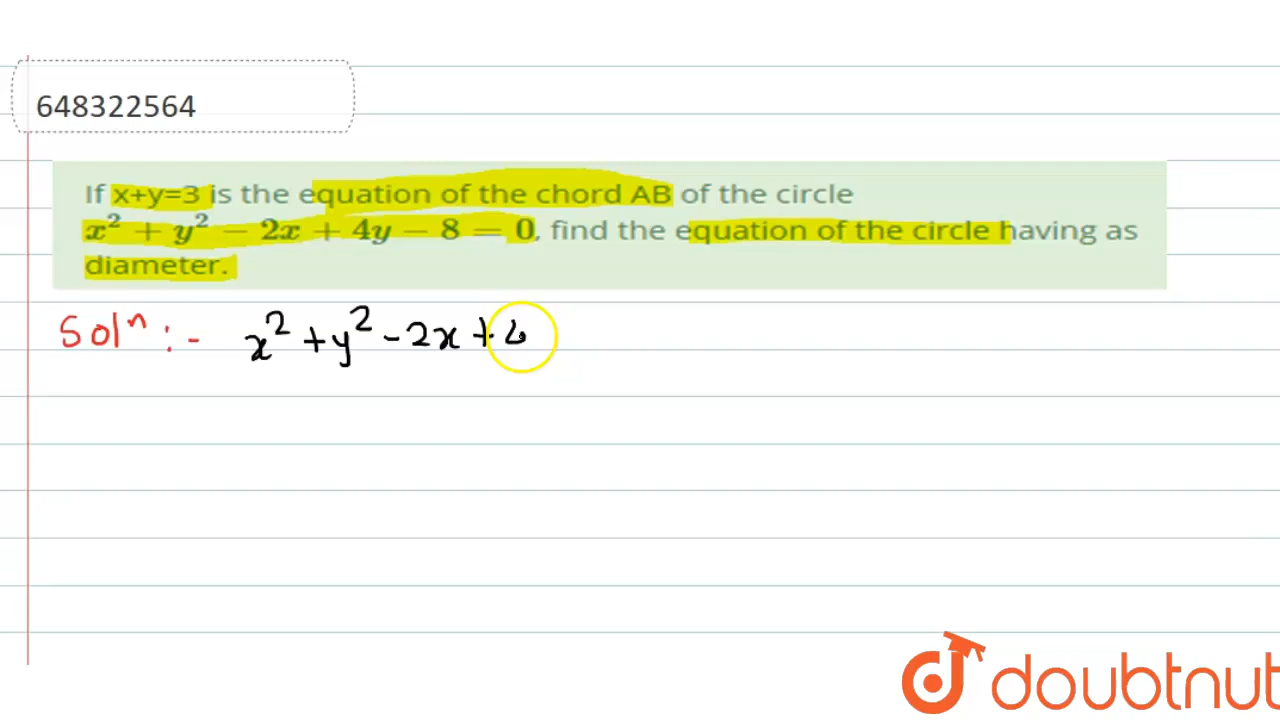 648322564
If x+y=3 is the equation of the chord AB of the circle
x² + y² − 2x + 4y − 8 = 0, find the equation of the circle having as
diameter.
Solⁿ :- x² + y² - 2x + 4
doubtnut